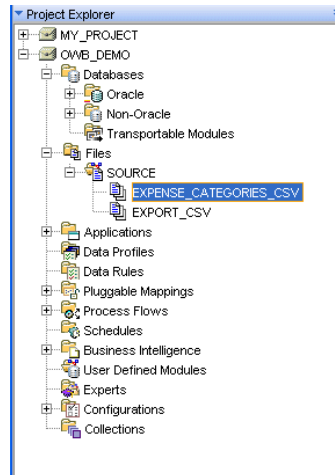 Project Explorer
MY_PROJECT
OWB_DEMO
Databases
Oracle
Non-Oracle
Transportable Modules
Files
SOURCE
EXPENSE_CATEGORIES_CSV
EXPORT_CSV
Applications
Data Profiles
Data Rules
Pluggable Mappings
Process Flows
Schedules
Business Intelligence
User Defined Modules
Experts
Configurations
Collections